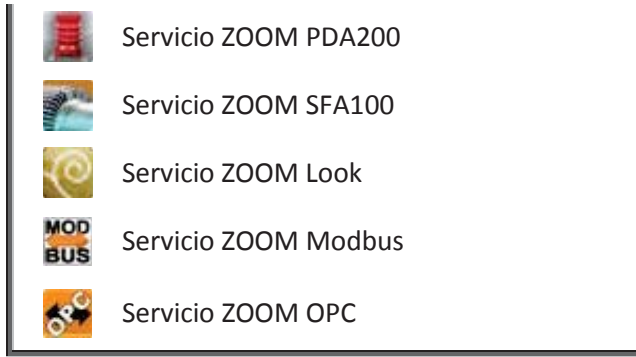 Servicio ZOOM PDA200
Servicio ZOOM SFA100
Servicio ZOOM Look
MOD
BUS
Servicio ZOOM Modbus
OPC
Servicio ZOOM OPC